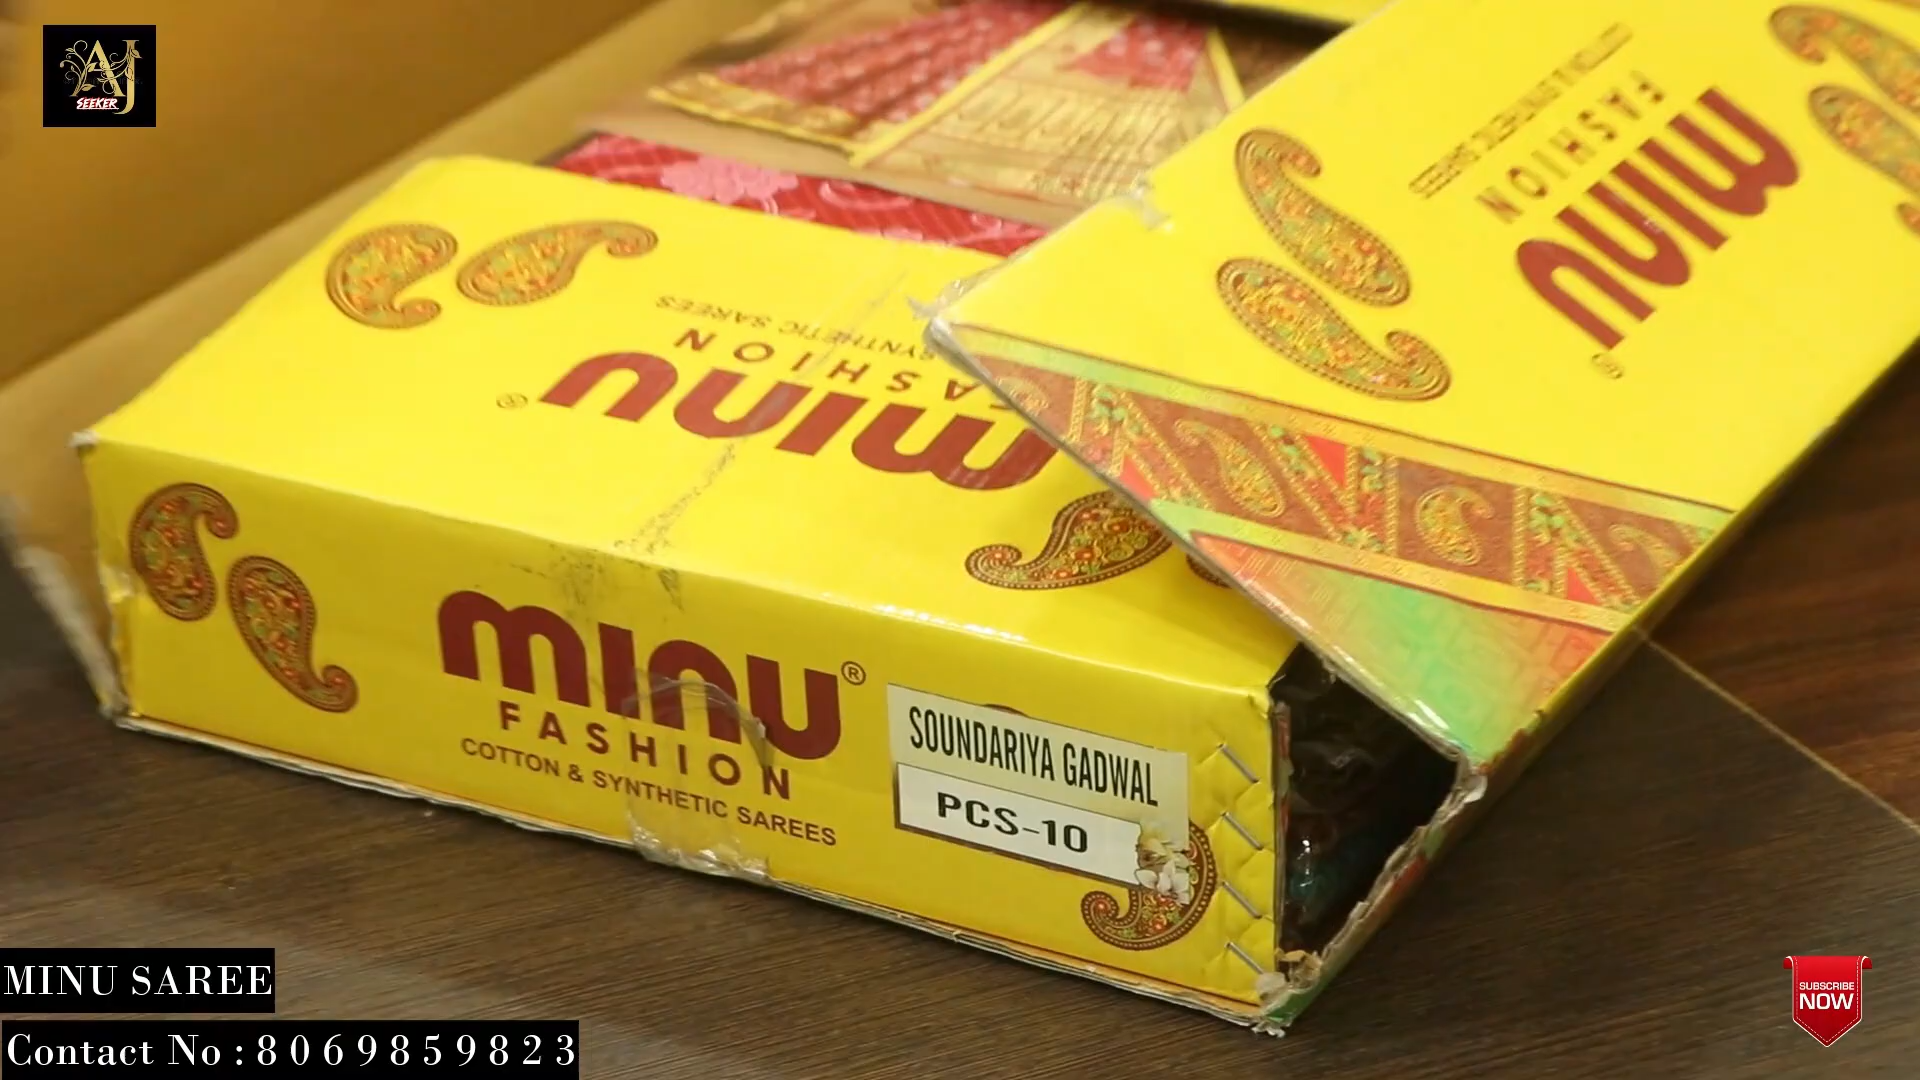 AJ
SEEKER
COTTON & SYNTHETIC SAREES
FASHION
MINU
®
SYNTHETIC SAREES
FASHION
MINU
®
MINU®
FASHION
COTTON & SYNTHETIC SAREES
SOUNDARIYA GADWAL
PCS-10
MINU SAREE
Contact No : 8069859823
SUBSCRIBE
NOW